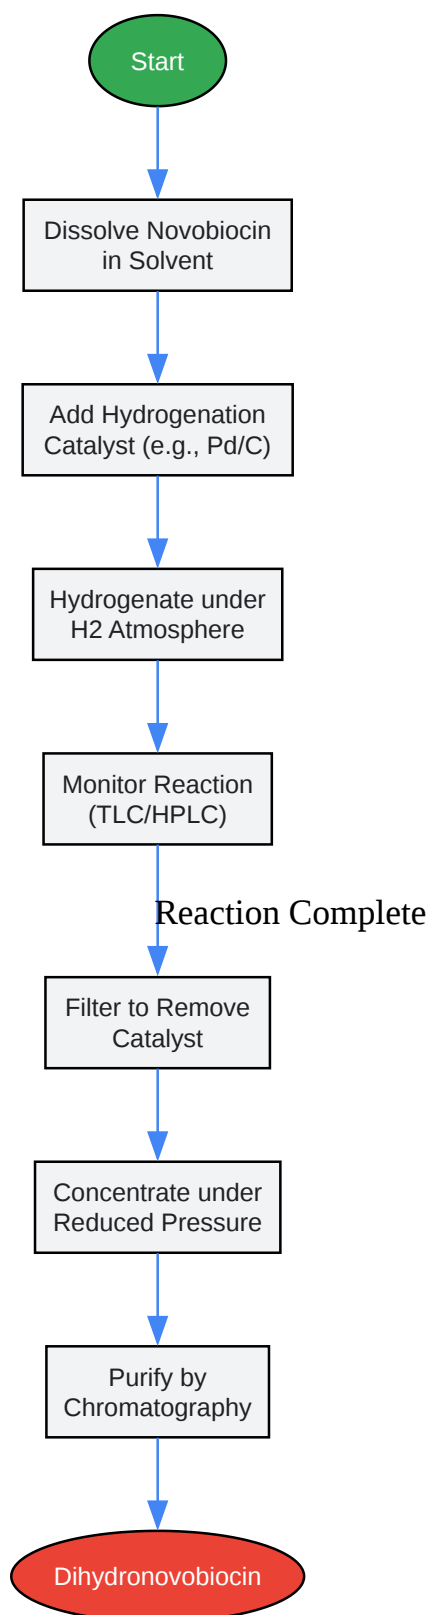 Start
Dissolve Novobiocin
in Solvent
Add Hydrogenation
Catalyst (e.g., Pd/C)
Hydrogenate under
H2 Atmosphere
Monitor Reaction
(TLC/HPLC)
Reaction Complete
Filter to Remove
Catalyst
Concentrate under
Reduced Pressure
Purify by
Chromatography
Dihydronovobiocin